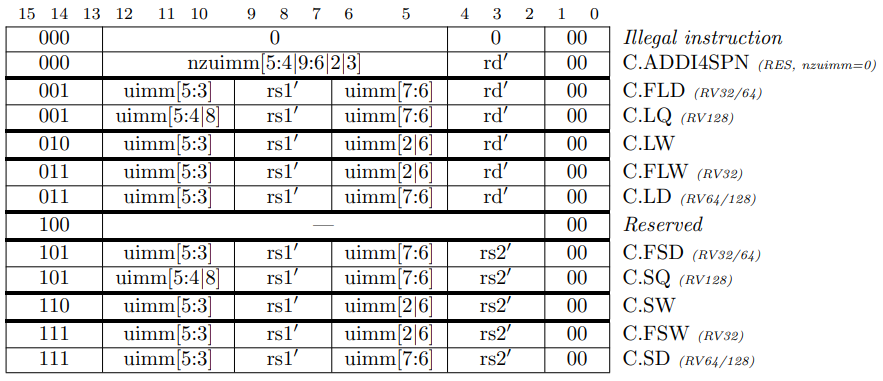 15 14 13 12 11 10 9 8 7 6 5 4 3 2 1 0
000 0 0 00 Illegal instruction
000 nzuimm[5:4|9:6|2|3] rd′ 00 C.ADDI4SPN (RES, nzuimm=0)
001 uimm[5:3] rs1′ uimm[7:6] rd′ 00 C.FLD (RV32/64)
001 uimm[5:4|8] rs1′ uimm[7:6] rd′ 00 C.LQ (RV128)
010 uimm[5:3] rs1′ uimm[2|6] rd′ 00 C.LW
011 uimm[5:3] rs1′ uimm[2|6] rd′ 00 C.FLW (RV32)
011 uimm[5:3] rs1′ uimm[7:6] rd′ 00 C.LD (RV64/128)
100 — 00 Reserved
101 uimm[5:3] rs1′ uimm[7:6] rs2′ 00 C.FSD (RV32/64)
101 uimm[5:4|8] rs1′ uimm[7:6] rs2′ 00 C.SQ (RV128)
110 uimm[5:3] rs1′ uimm[2|6] rs2′ 00 C.SW
111 uimm[5:3] rs1′ uimm[2|6] rs2′ 00 C.FSW (RV32)
111 uimm[5:3] rs1′ uimm[7:6] rs2′ 00 C.SD (RV64/128)